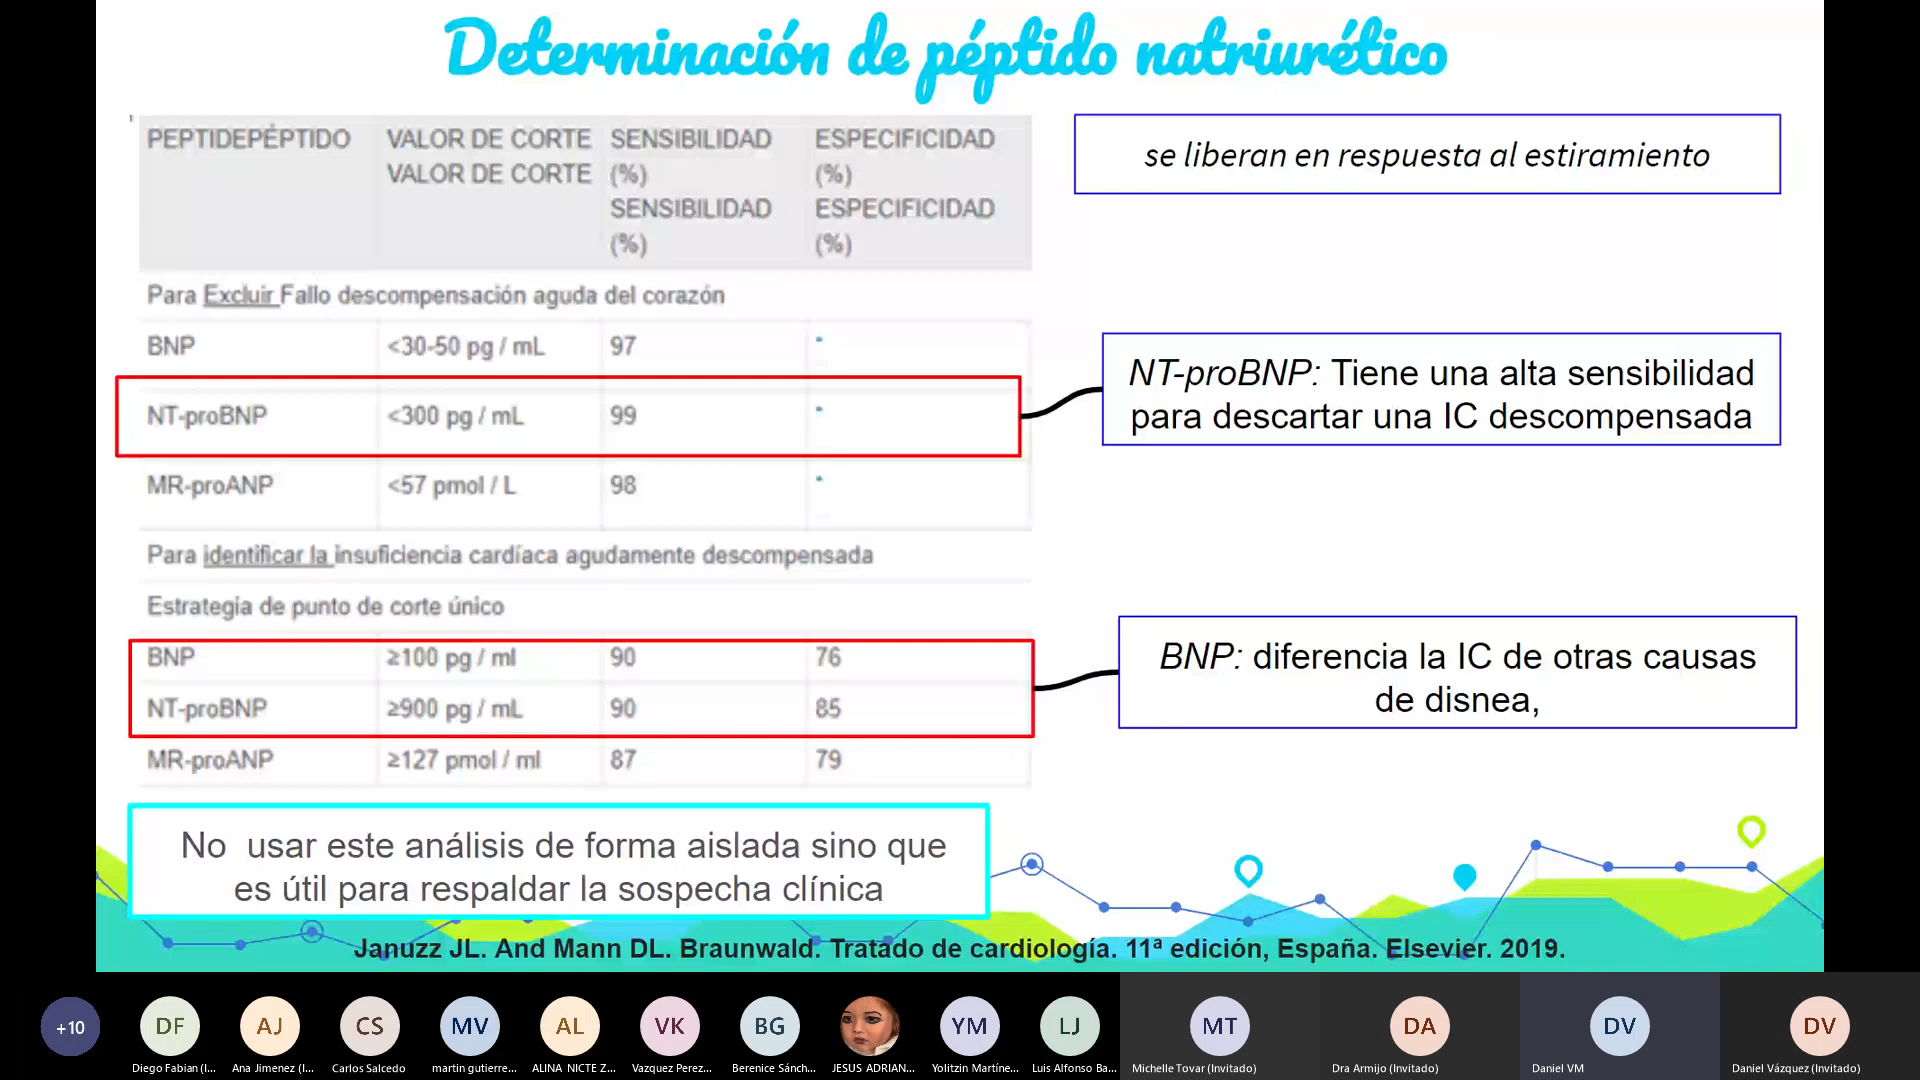 Determinación de péptido natriurético
PEPTIDEPÉPTIDO
VALOR DE CORTE
VALOR DE CORTE
SENSIBILIDAD
(%)
SENSIBILIDAD
(%)
ESPECIFICIDAD
(%)
ESPECIFICIDAD
(%)
Para Excluir Fallo descompensación aguda del corazón
BNP <30-50 pg / mL 97
NT-proBNP <300 pg / mL 99
MR-proANP <57 pmol / L 98
Para identificar la insuficiencia cardíaca agudamente descompensada
Estrategia de punto de corte único
BNP ≥100 pg / ml 90 76
NT-proBNP ≥900 pg / mL 90 85
MR-proANP ≥127 pmol / ml 87 79
se liberan en respuesta al estiramiento
NT-proBNP: Tiene una alta sensibilidad
para descartar una IC descompensada
BNP: diferencia la IC de otras causas
de disnea,
No usar este análisis de forma aislada sino que
es útil para respaldar la sospecha clínica
Januzz JL. And Mann DL. Braunwald. Tratado de cardiología. 11ª edición, España. Elsevier. 2019.
+10
DF
AJ
CS
MV
AL
VK
BG
YM
LJ
MT
DA
DV
DV
Diego Fabian (I...
Ana Jimenez (I...
Carlos Salcedo
martin gutierre...
ALINA NICTE Z...
Vazquez Perez...
Berenice Sánch...
JESUS ADRIAN...
Yolitzin Martíne...
Luis Alfonso Ba...
Michelle Tovar (Invitado)
Dra Armijo (Invitado)
Daniel VM
Daniel Vázquez (Invitado)